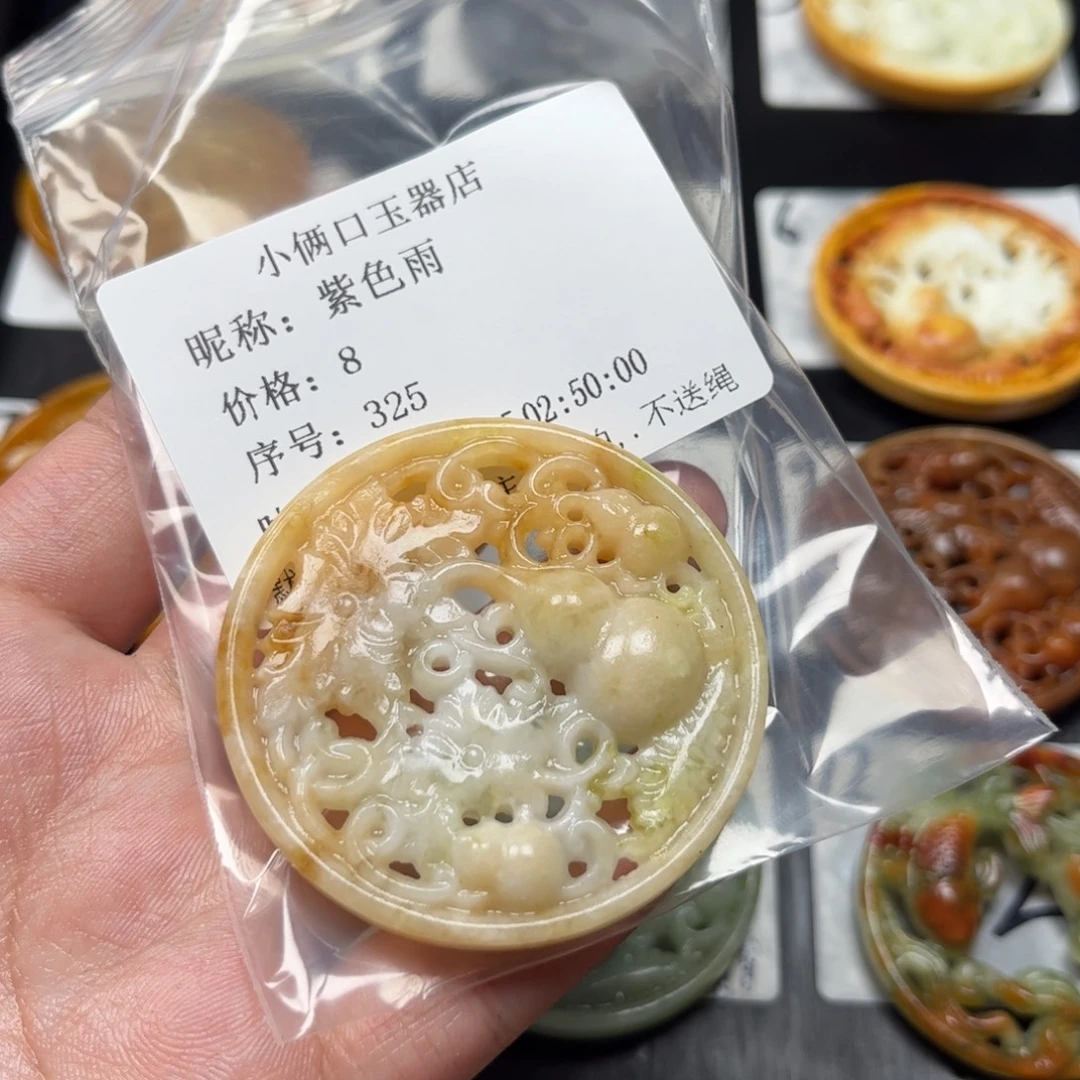 小俩口玉器店
昵称: 紫色雨
价格: 8
序号: 325
02:50:00
不送绳